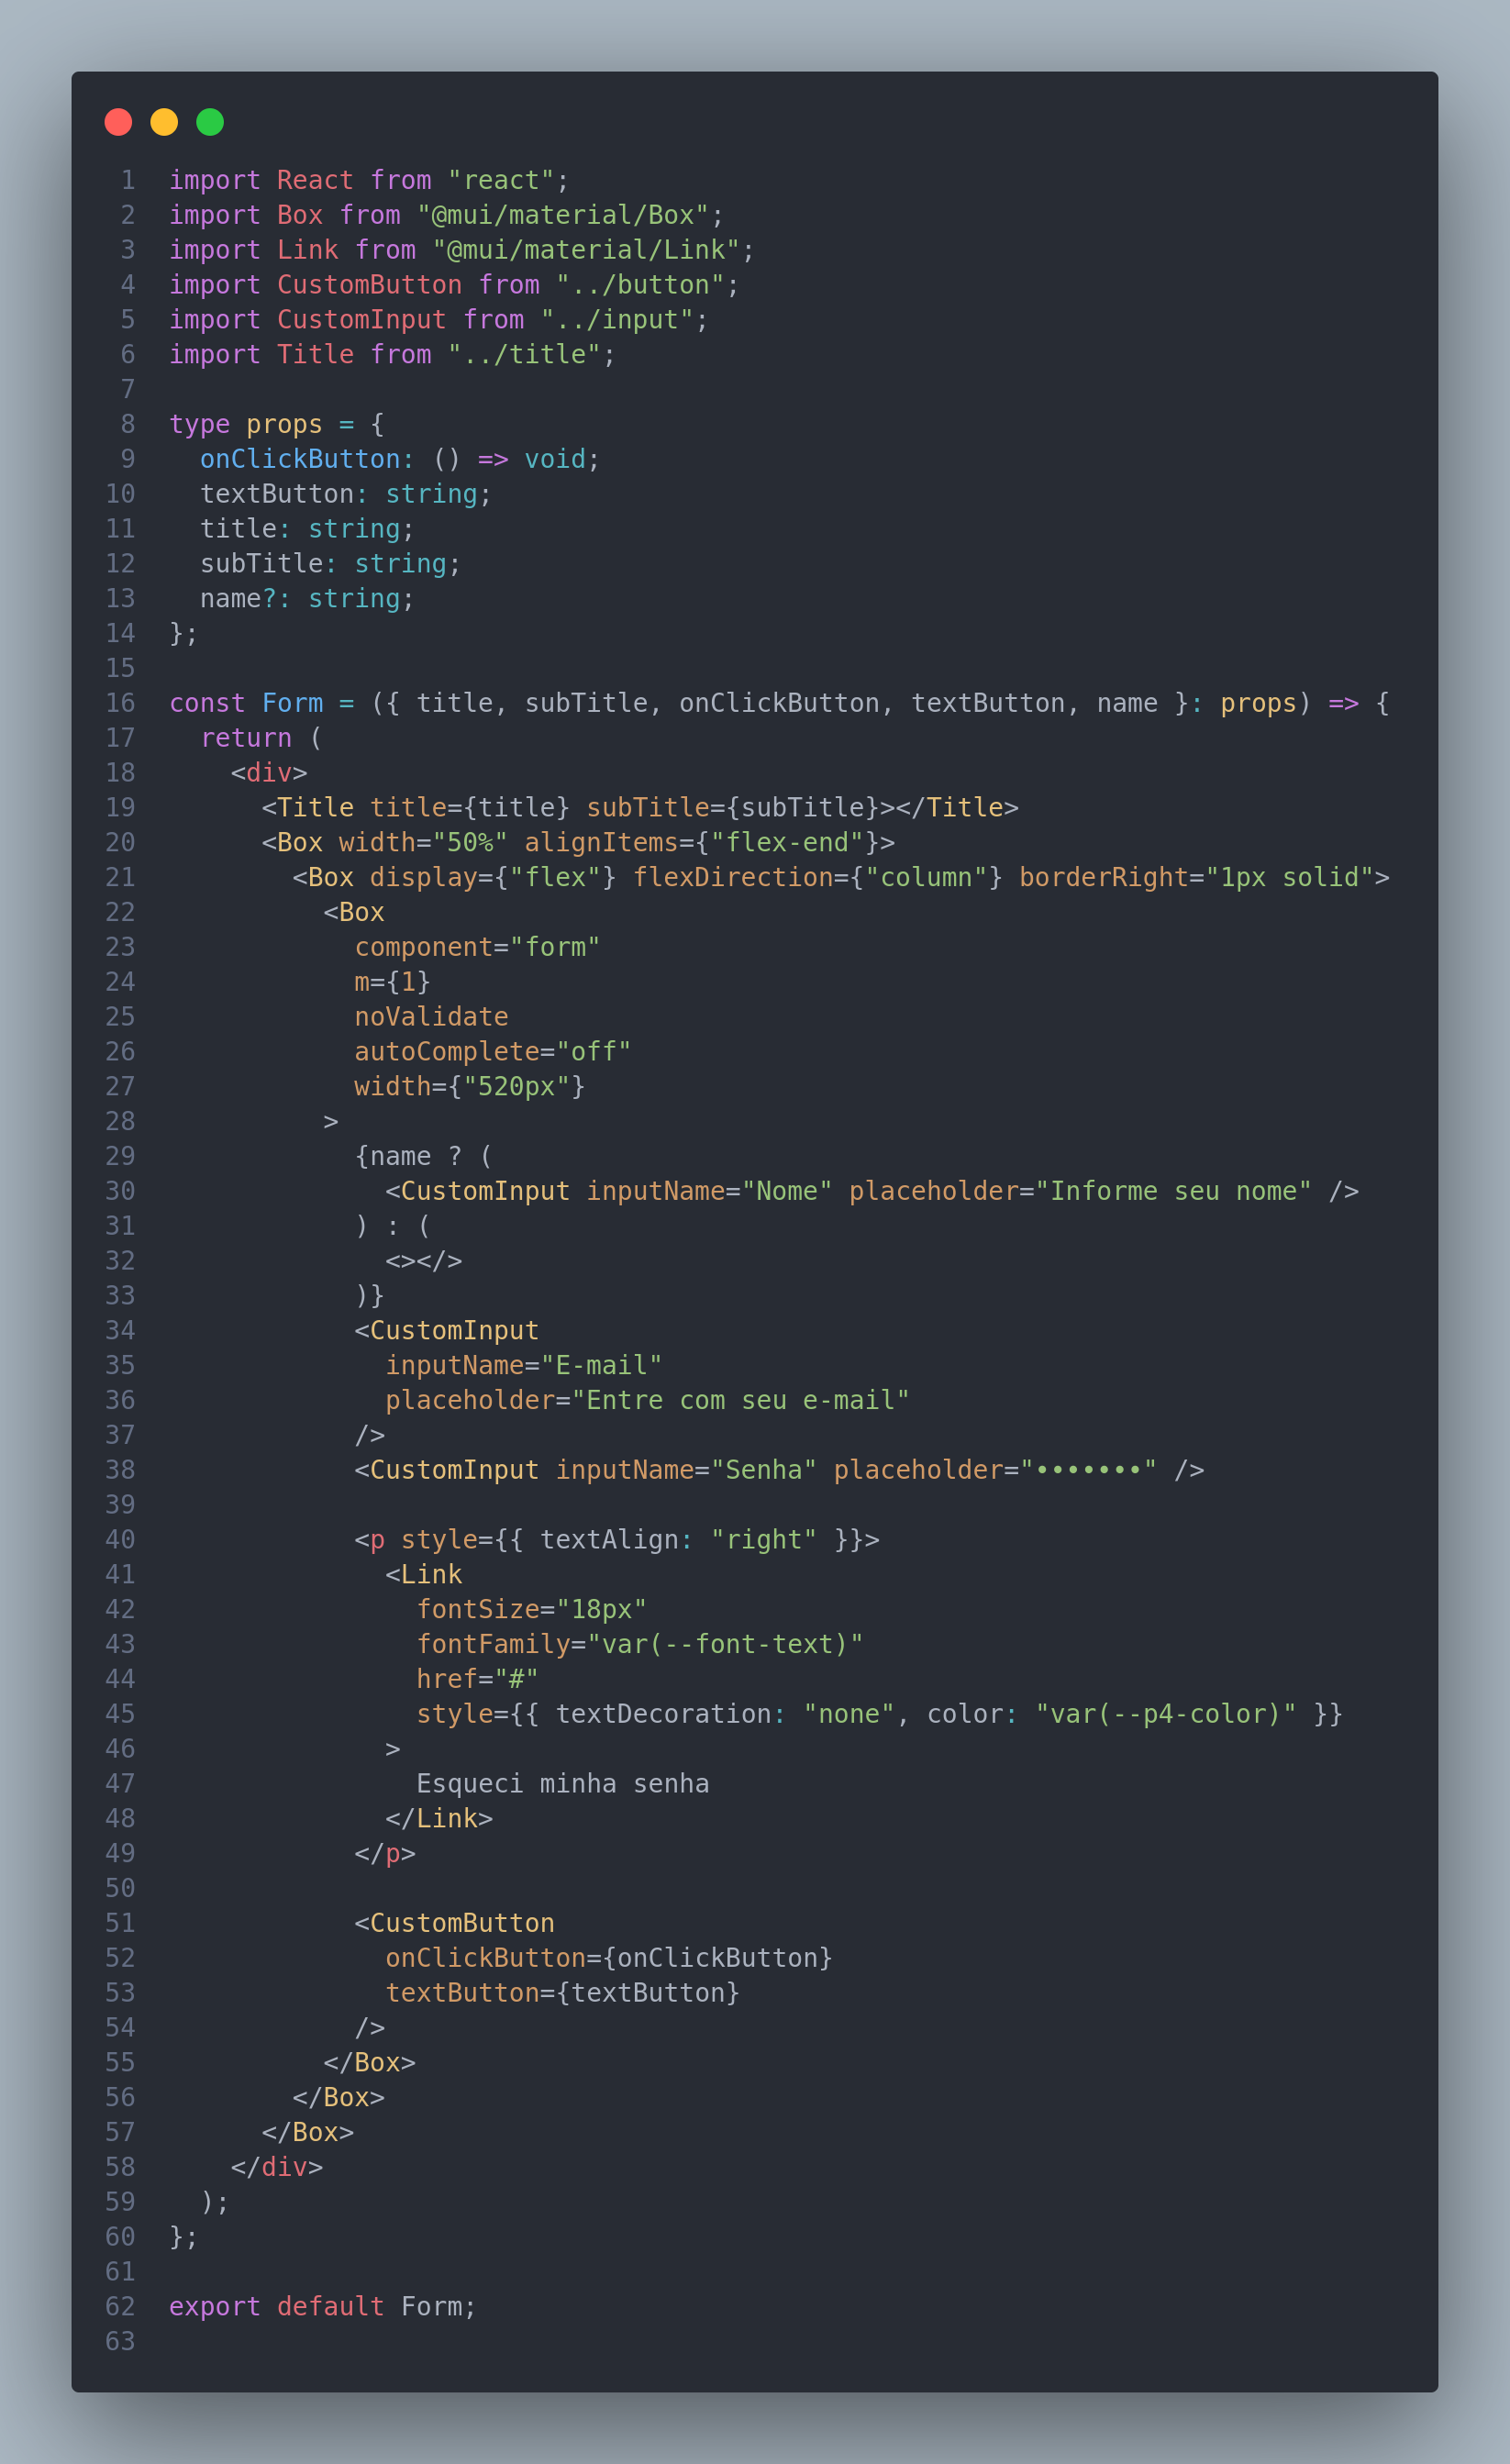 1 import React from "react";
2 import Box from "@mui/material/Box";
3 import Link from "@mui/material/Link";
4 import CustomButton from "../button";
5 import CustomInput from "../input";
6 import Title from "../title";
7
8 type props = {
9   onClickButton: () => void;
10   textButton: string;
11   title: string;
12   subTitle: string;
13   name?: string;
14 };
15
16 const Form = ({ title, subTitle, onClickButton, textButton, name }: props) => {
17   return (
18     <div>
19       <Title title={title} subTitle={subTitle}></Title>
20       <Box width="50%" alignItems={"flex-end"}>
21         <Box display={"flex"} flexDirection={"column"} borderRight="1px solid">
22           <Box
23             component="form"
24             m={1}
25             noValidate
26             autoComplete="off"
27             width={"520px"}
28           >
29             {name ? (
30               <CustomInput inputName="Nome" placeholder="Informe seu nome" />
31             ) : (
32               <></>
33             )}
34             <CustomInput
35               inputName="E-mail"
36               placeholder="Entre com seu e-mail"
37             />
38             <CustomInput inputName="Senha" placeholder="•••••••" />
39
40             <p style={{ textAlign: "right" }}>
41               <Link
42                 fontSize="18px"
43                 fontFamily="var(--font-text)"
44                 href="#"
45                 style={{ textDecoration: "none", color: "var(--p4-color)" }}
46               >
47                 Esqueci minha senha
48               </Link>
49             </p>
50
51             <CustomButton
52               onClickButton={onClickButton}
53               textButton={textButton}
54             />
55           </Box>
56         </Box>
57       </Box>
58     </div>
59   );
60 };
61
62 export default Form;
63